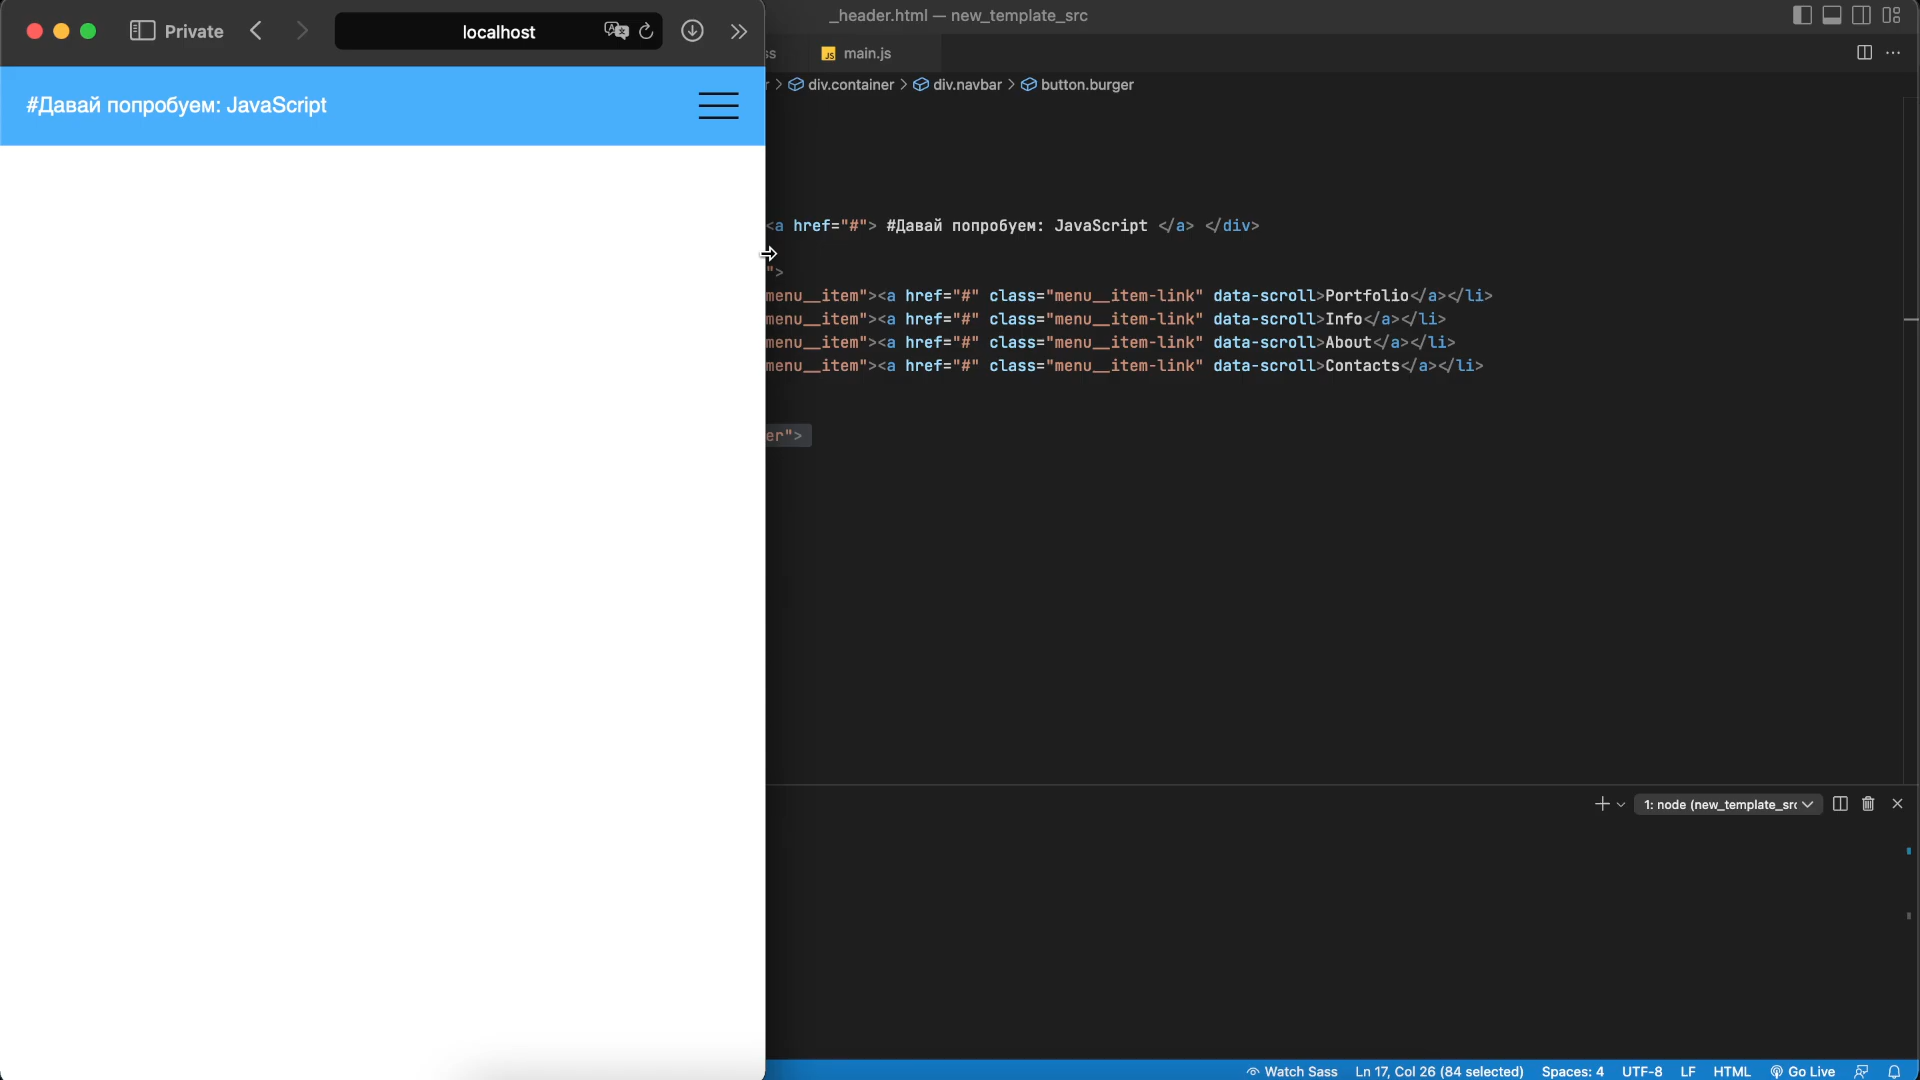 Private
localhost
#Давай попробуем: JavaScript
_header.html — new_template_src
ss
JS main.js
r > div.container > div.navbar > button.burger
<a href="#"> #Давай попробуем: JavaScript </a> </div>
">
menu__item"><a href="#" class="menu__item-link" data-scroll>Portfolio</a></li>
menu__item"><a href="#" class="menu__item-link" data-scroll>Info</a></li>
menu__item"><a href="#" class="menu__item-link" data-scroll>About</a></li>
menu__item"><a href="#" class="menu__item-link" data-scroll>Contacts</a></li>
er">
1: node (new_template_src
Watch Sass Ln 17, Col 26 (84 selected) Spaces: 4 UTF-8 LF HTML Go Live